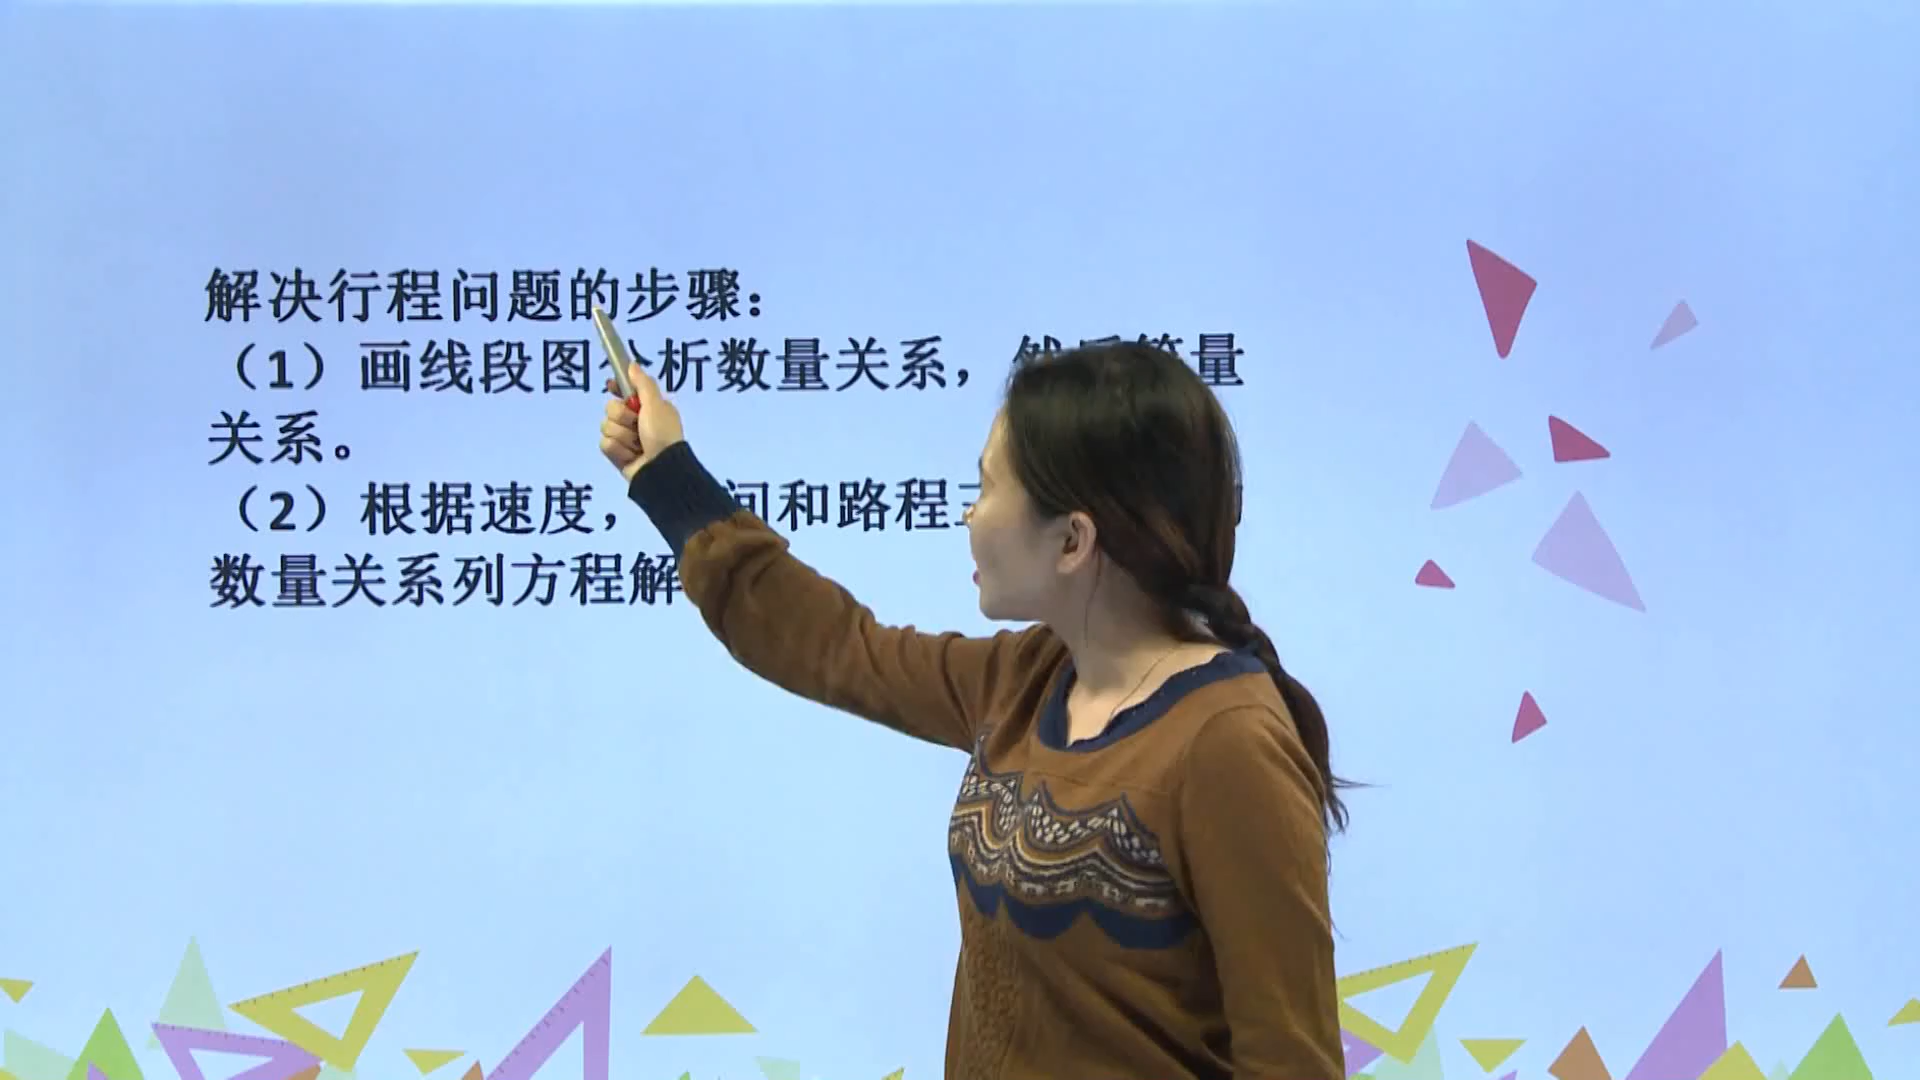 解决行程问题的步骤：
（1）画线段图分析数量关系，量
关系。
（2）根据速度，间和路程
数量关系列方程解